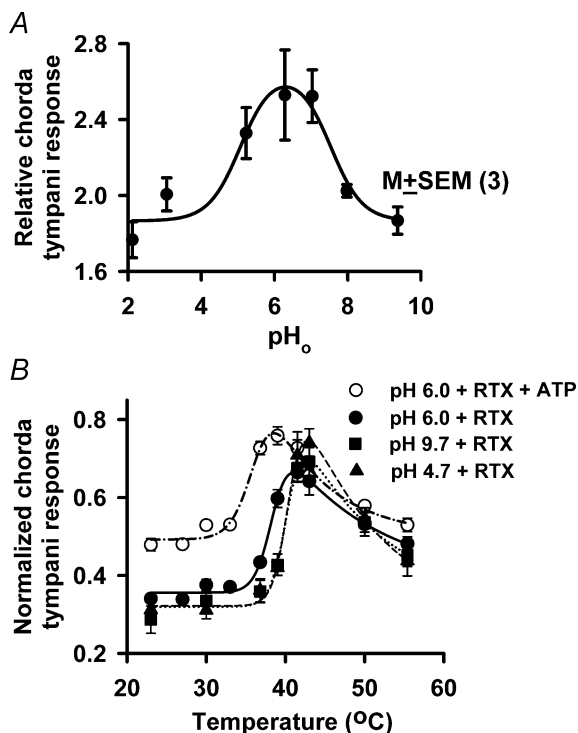 A
Relative chorda
tympani response
2.8
2.4
2.0
1.6
M±SEM (3)
2 4 6 8 10
pHo
B
Normalized chorda
tympani response
pH 6.0 + RTX + ATP
pH 6.0 + RTX
pH 9.7 + RTX
pH 4.7 + RTX
0.8
0.6
0.4
0.2
20 30 40 50 60
Temperature (oC)